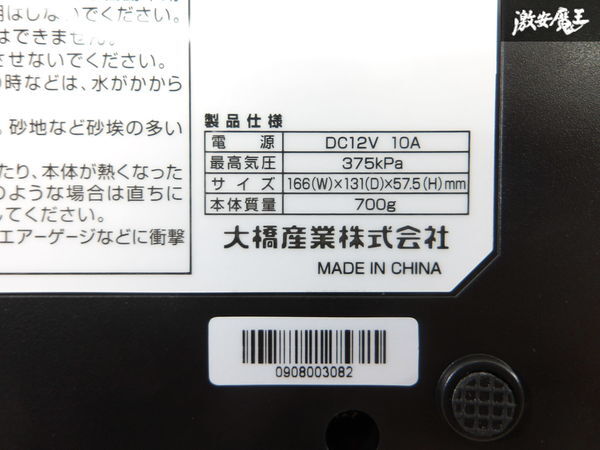 激安魔王
用はしないでください。
はできません。
させないでください。
時などは、水がかから
。砂地など砂埃の多い
たり、本体が熱くなった
のような場合は直ちに
してください。
エアーゲージなどに衝撃
製品仕様
電源 DC12V 10A
最高気圧 375kPa
サイズ 166(W)×131(D)×57.5(H)mm
本体質量 700g
大橋産業株式会社
MADE IN CHINA
0908003082